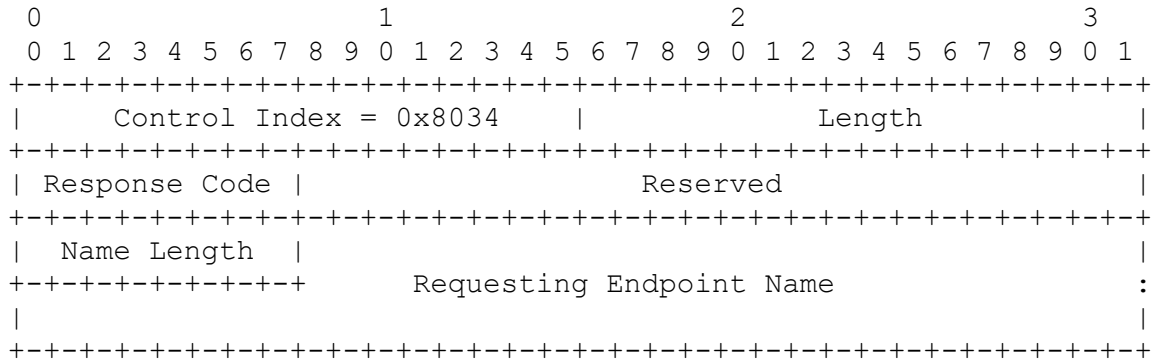 0                   1                   2                   3
 0 1 2 3 4 5 6 7 8 9 0 1 2 3 4 5 6 7 8 9 0 1 2 3 4 5 6 7 8 9 0 1
+-+-+-+-+-+-+-+-+-+-+-+-+-+-+-+-+-+-+-+-+-+-+-+-+-+-+-+-+-+-+-+
|     Control Index = 0x8034    |            Length            |
+-+-+-+-+-+-+-+-+-+-+-+-+-+-+-+-+-+-+-+-+-+-+-+-+-+-+-+-+-+-+-+
| Response Code |                  Reserved                    |
+-+-+-+-+-+-+-+-+-+-+-+-+-+-+-+-+-+-+-+-+-+-+-+-+-+-+-+-+-+-+-+
|  Name Length  |                                              |
+-+-+-+-+-+-+-+-+      Requesting Endpoint Name                :
|                                                              |
+-+-+-+-+-+-+-+-+-+-+-+-+-+-+-+-+-+-+-+-+-+-+-+-+-+-+-+-+-+-+-+